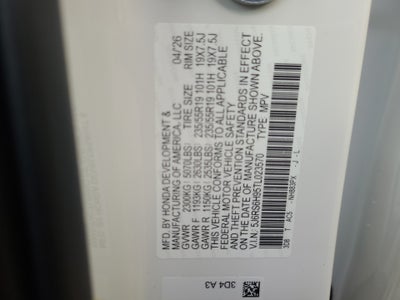 MFD. BY HONDA DEVELOPMENT &
MANUFACTURING OF AMERICA, LLC 04/26
TIRE SIZE RIM SIZE
GVWR 2300KG( 5070LBS)
GAWR F 1193KG( 2630LBS) 235/55R19 101H 19X7.5J
GAWR R 1150KG( 2535LBS) 235/55R19 101H 19X7.5J
THIS VEHICLE CONFORMS TO ALL APPLICABLE
FEDERAL MOTOR VEHICLE SAFETY
AND THEFT PREVENTION STANDARDS IN EFFECT
ON THE DATE OF MANUFACTURE SHOWN ABOVE.
V.I.N.: TYPE: MPV
3D4 A3